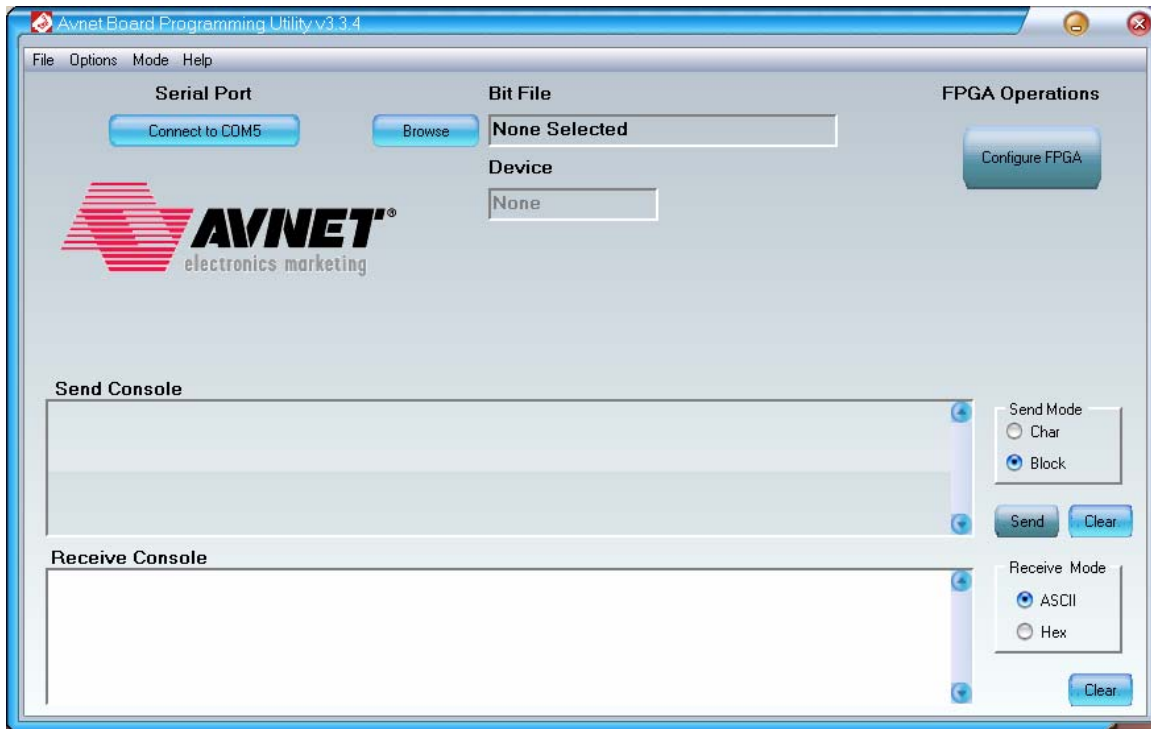 Avnet Board Programming Utility v3.3.4
File Options Mode Help
Serial Port
Bit File
FPGA Operations
Connect to COM5
Browse
None Selected
Configure FPGA
Device
None
AVNET®
electronics marketing
Send Console
Send Mode
Char
Block
Send
Clear
Receive Console
Receive Mode
ASCII
Hex
Clear